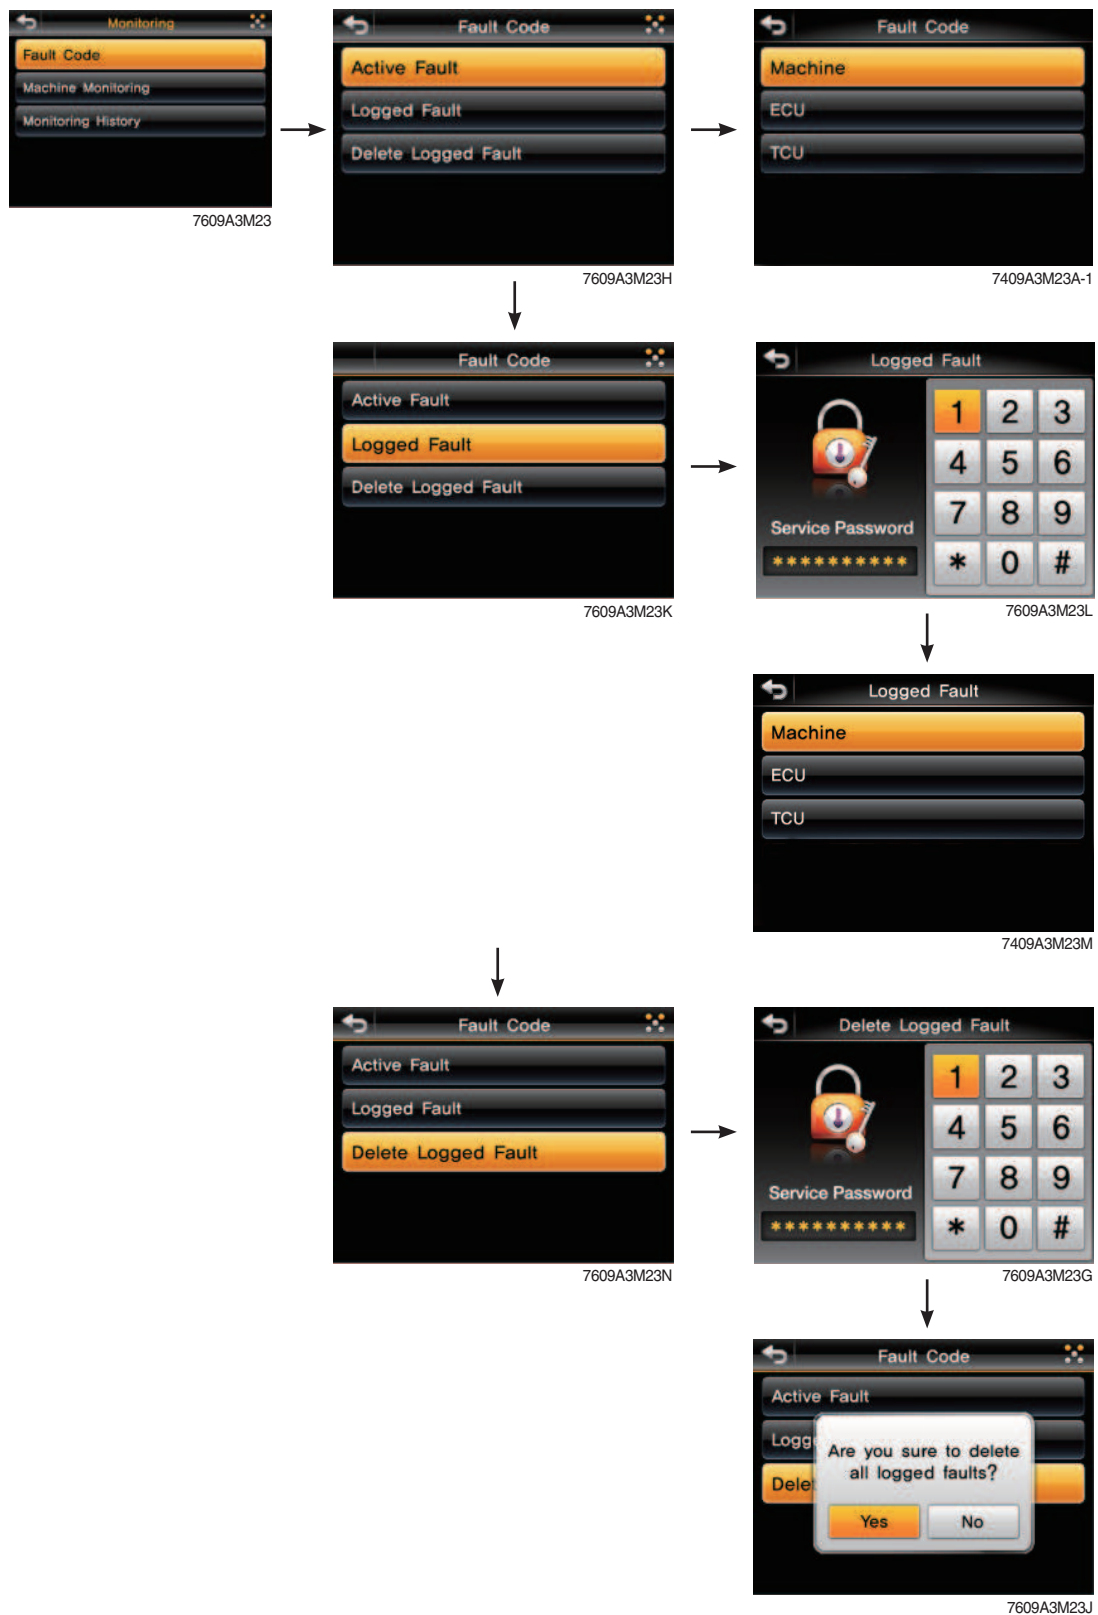 Monitoring
Fault Code
Machine Monitoring
Monitoring History
7609A3M23
Fault Code
Active Fault
Logged Fault
Delete Logged Fault
7609A3M23H
Fault Code
Machine
ECU
TCU
7409A3M23A-1
Fault Code
Active Fault
Logged Fault
Delete Logged Fault
7609A3M23K
Logged Fault
Service Password
**********
1 2 3
4 5 6
7 8 9
* 0 #
7609A3M23L
Logged Fault
Machine
ECU
TCU
7409A3M23M
Fault Code
Active Fault
Logged Fault
Delete Logged Fault
7609A3M23N
Delete Logged Fault
Service Password
**********
1 2 3
4 5 6
7 8 9
* 0 #
7609A3M23G
Fault Code
Active Fault
Logg
Delet
Are you sure to delete
all logged faults?
Yes No
7609A3M23J